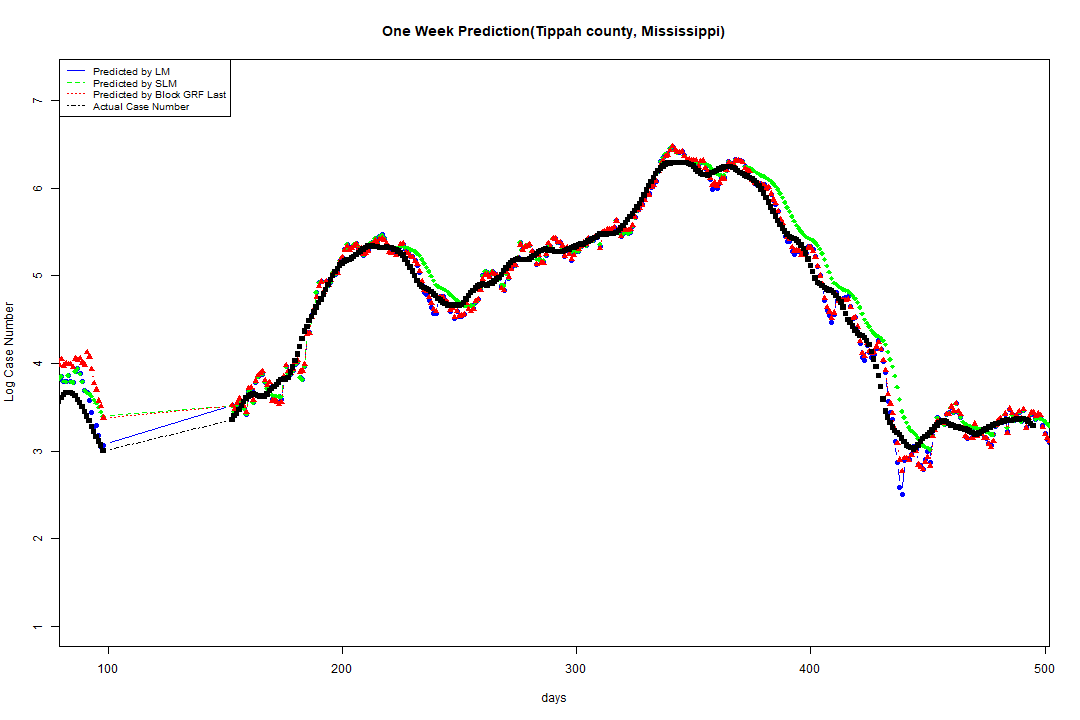 One Week Prediction(Tippah county, Mississippi)
Predicted by LM
Predicted by SLM
Predicted by Block GRF Last
Actual Case Number
Log Case Number
7
6
5
4
3
2
1
100 200 300 400 500
days